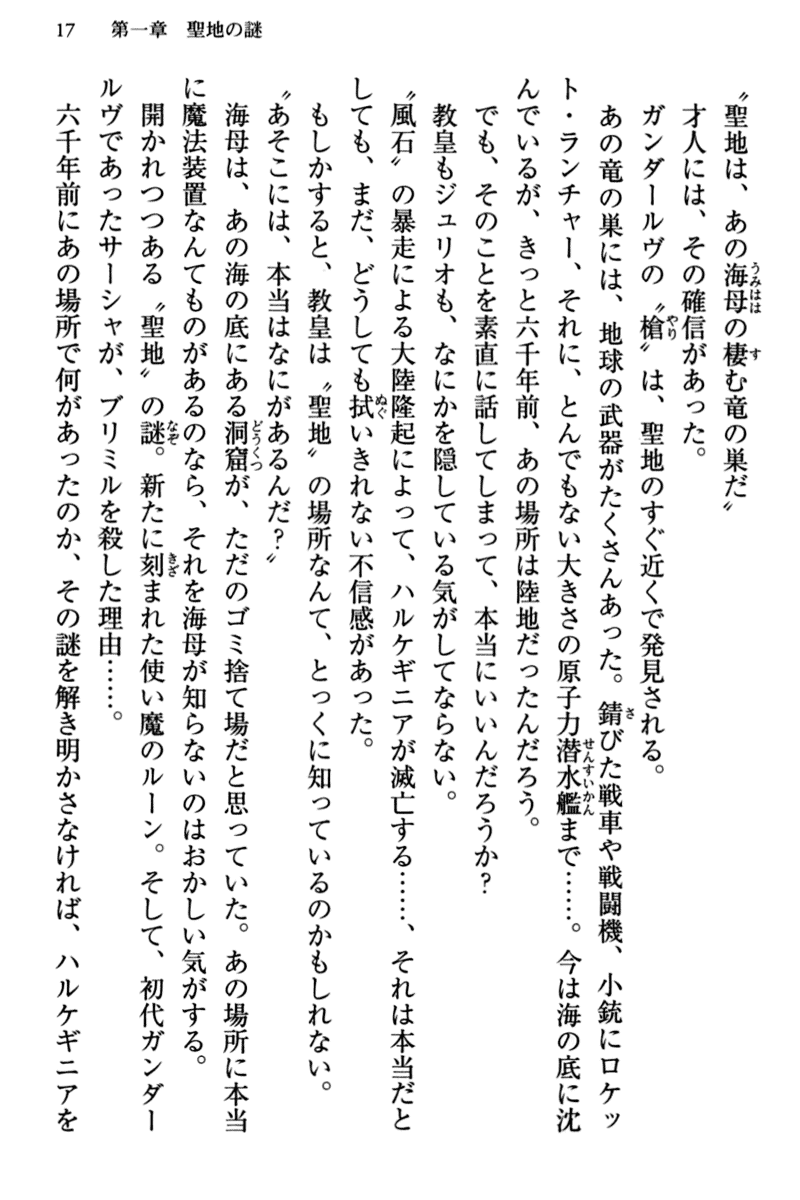 17　第一章　聖地の謎
〝聖地は、あの海母の棲む竜の巣だ〟
才人には、その確信があった。
ガンダールヴの〝槍〟は、聖地のすぐ近くで発見される。
あの竜の巣には、地球の武器がたくさんあった。錆びた戦車や戦闘機、小銃にロケッ
ト・ランチャー、それに、とんでもない大きさの原子力潜水艦まで……。今は海の底に沈
んでいるが、きっと六千年前、あの場所は陸地だったんだろう。
でも、そのことを素直に話してしまって、本当にいいんだろうか？
教皇もジュリオも、なにかを隠している気がしてならない。
〝風石〟の暴走による大陸隆起によって、ハルケギニアが滅亡する……、それは本当だと
しても、まだ、どうしても拭いきれない不信感があった。
もしかすると、教皇は〝聖地〟の場所なんて、とっくに知っているのかもしれない。
〝あそこには、本当はなにがあるんだ？〟
海母は、あの海の底にある洞窟が、ただのゴミ捨て場だと思っていた。あの場所に本当
に魔法装置なんてものがあるのなら、それを海母が知らないのはおかしい気がする。
開かれつつある〝聖地〟の謎。新たに刻まれた使い魔のルーン。そして、初代ガンダー
ルヴであったサーシャが、ブリミルを殺した理由……。
六千年前にあの場所で何があったのか、その謎を解き明かさなければ、ハルケギニアを